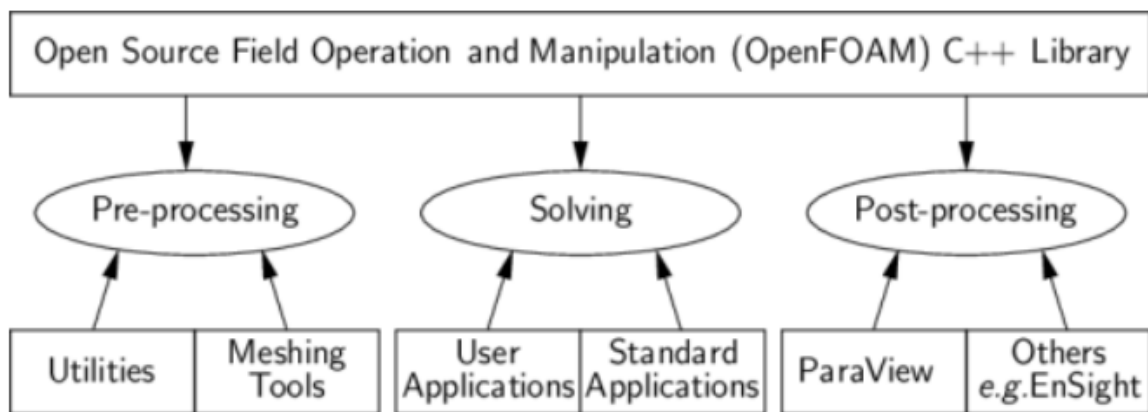 Open Source Field Operation and Manipulation (OpenFOAM) C++ Library
Pre-processing
Solving
Post-processing
Utilities
Meshing
Tools
User
Applications
Standard
Applications
ParaView
Others
e.g.EnSight